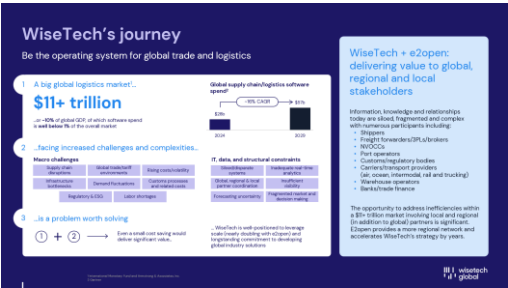 WiseTech's journey
Be the operating system for global trade and logistics
1 A big global logistics market¹...
$11+ trillion
or ~10% of global GDP, of which software spend
is well below 1% of the overall market
Global supply chain/logistics software
spend²
~16% CAGR
2024
2 ...facing increased challenges and complexities...
Macro challenges
Supply chain
disruptions
Global trade/tariff
environments
Rising costs/volatility
Infrastructure
bottlenecks
Demand fluctuations
Customs processes
and related costs
Regulatory & ESG
Labor shortages
IT, data, and structural constraints
Siloed/disparate
systems
Inadequate real-time
analytics
Global, regional & local
partner coordination
Insufficient
visibility
Forecasting uncertainty
Fragmented market and
decision making
3 ...is a problem worth solving
1 + 2
Even a small cost saving would
deliver significant value...
... WiseTech is well-positioned to leverage
scale (nearly doubling with e2open) and
longstanding commitment to developing
global industry solutions
WiseTech + e2open:
delivering value to global,
regional and local
stakeholders
Information, knowledge and relationships
today are siloed, fragmented and complex
with numerous participants including:
• Shippers
• Freight forwarders/3PLs/brokers
• NVOCCs
• Port operators
• Customs/regulatory bodies
• Carriers/transport providers
(air, ocean, intermodal, rail and trucking)
• Warehouse operators
• Banks/trade finance
The opportunity to address inefficiencies within
a $11+ trillion market involving local and regional
(in addition to global) partners is significant.
E2open provides a more regional network and
accelerates WiseTech's strategy by years.
wisetech
global